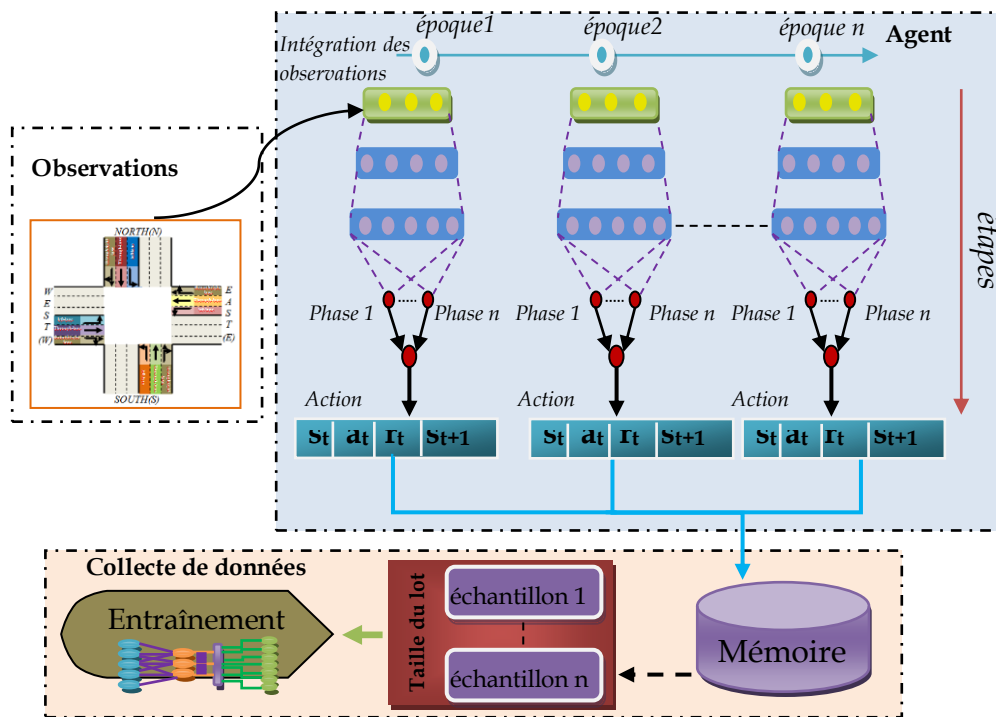 époque1
époque2
époque n
Agent
Intégration des
observations
Observations
étapes
NORTH(N)
W
E
S
T
(W)
E
A
S
T
(E)
SOUTH(S)
Phase 1
Phase n
Phase 1
Phase n
Phase 1
Phase n
Action
Action
Action
st at rt st+1
st at rt st+1
st at rt st+1
Collecte de données
Entraînement
Taille du lot
échantillon 1
échantillon n
Mémoire